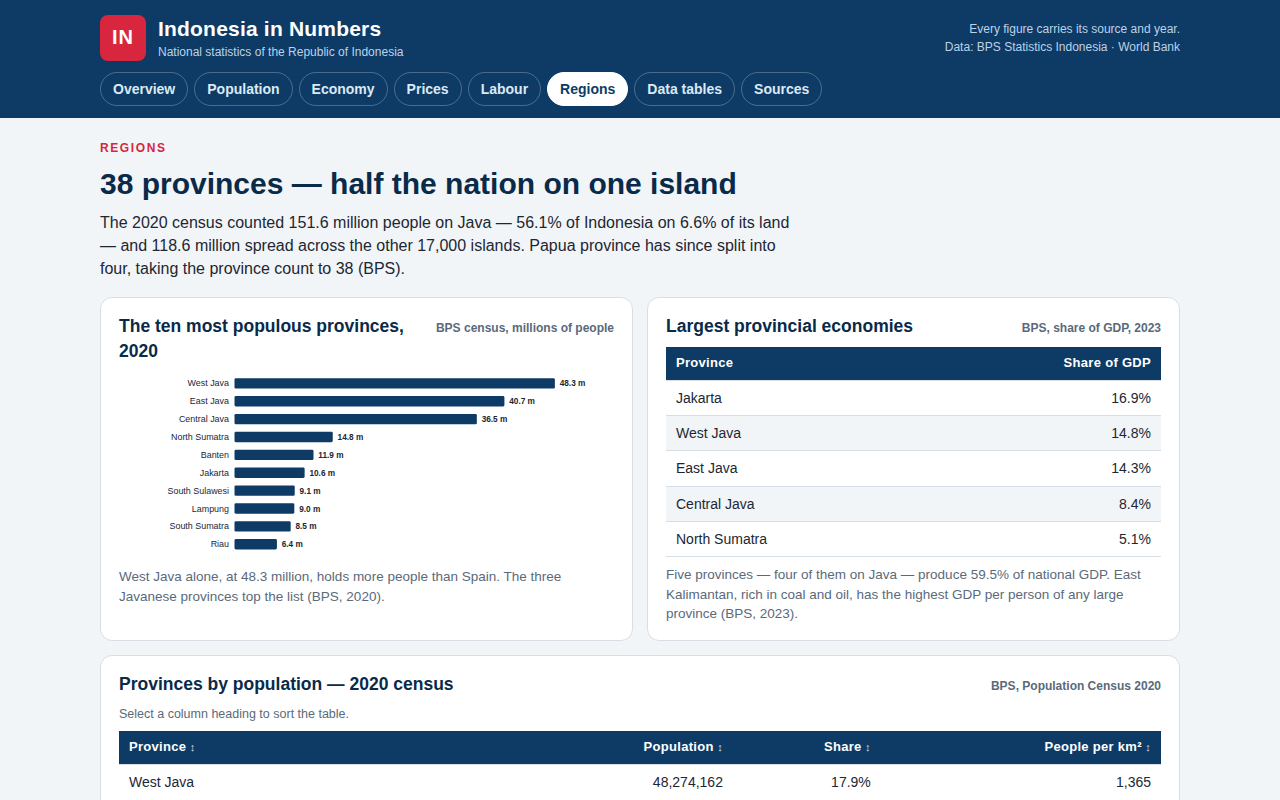 IN
Indonesia in Numbers
National statistics of the Republic of Indonesia
Every figure carries its source and year.
Data: BPS Statistics Indonesia · World Bank
Overview
Population
Economy
Prices
Labour
Regions
Data tables
Sources
REGIONS
38 provinces — half the nation on one island
The 2020 census counted 151.6 million people on Java — 56.1% of Indonesia on 6.6% of its land
— and 118.6 million spread across the other 17,000 islands. Papua province has since split into
four, taking the province count to 38 (BPS).
The ten most populous provinces,
2020
BPS census, millions of people
West Java 48.3 m
East Java 40.7 m
Central Java 36.5 m
North Sumatra 14.8 m
Banten 11.9 m
Jakarta 10.6 m
South Sulawesi 9.1 m
Lampung 9.0 m
South Sumatra 8.5 m
Riau 6.4 m
West Java alone, at 48.3 million, holds more people than Spain. The three
Javanese provinces top the list (BPS, 2020).
Largest provincial economies
BPS, share of GDP, 2023
Province Share of GDP
Jakarta 16.9%
West Java 14.8%
East Java 14.3%
Central Java 8.4%
North Sumatra 5.1%
Five provinces — four of them on Java — produce 59.5% of national GDP. East
Kalimantan, rich in coal and oil, has the highest GDP per person of any large
province (BPS, 2023).
Provinces by population — 2020 census
BPS, Population Census 2020
Select a column heading to sort the table.
Province ↕ Population ↕ Share ↕ People per km² ↕
West Java 48,274,162 17.9% 1,365